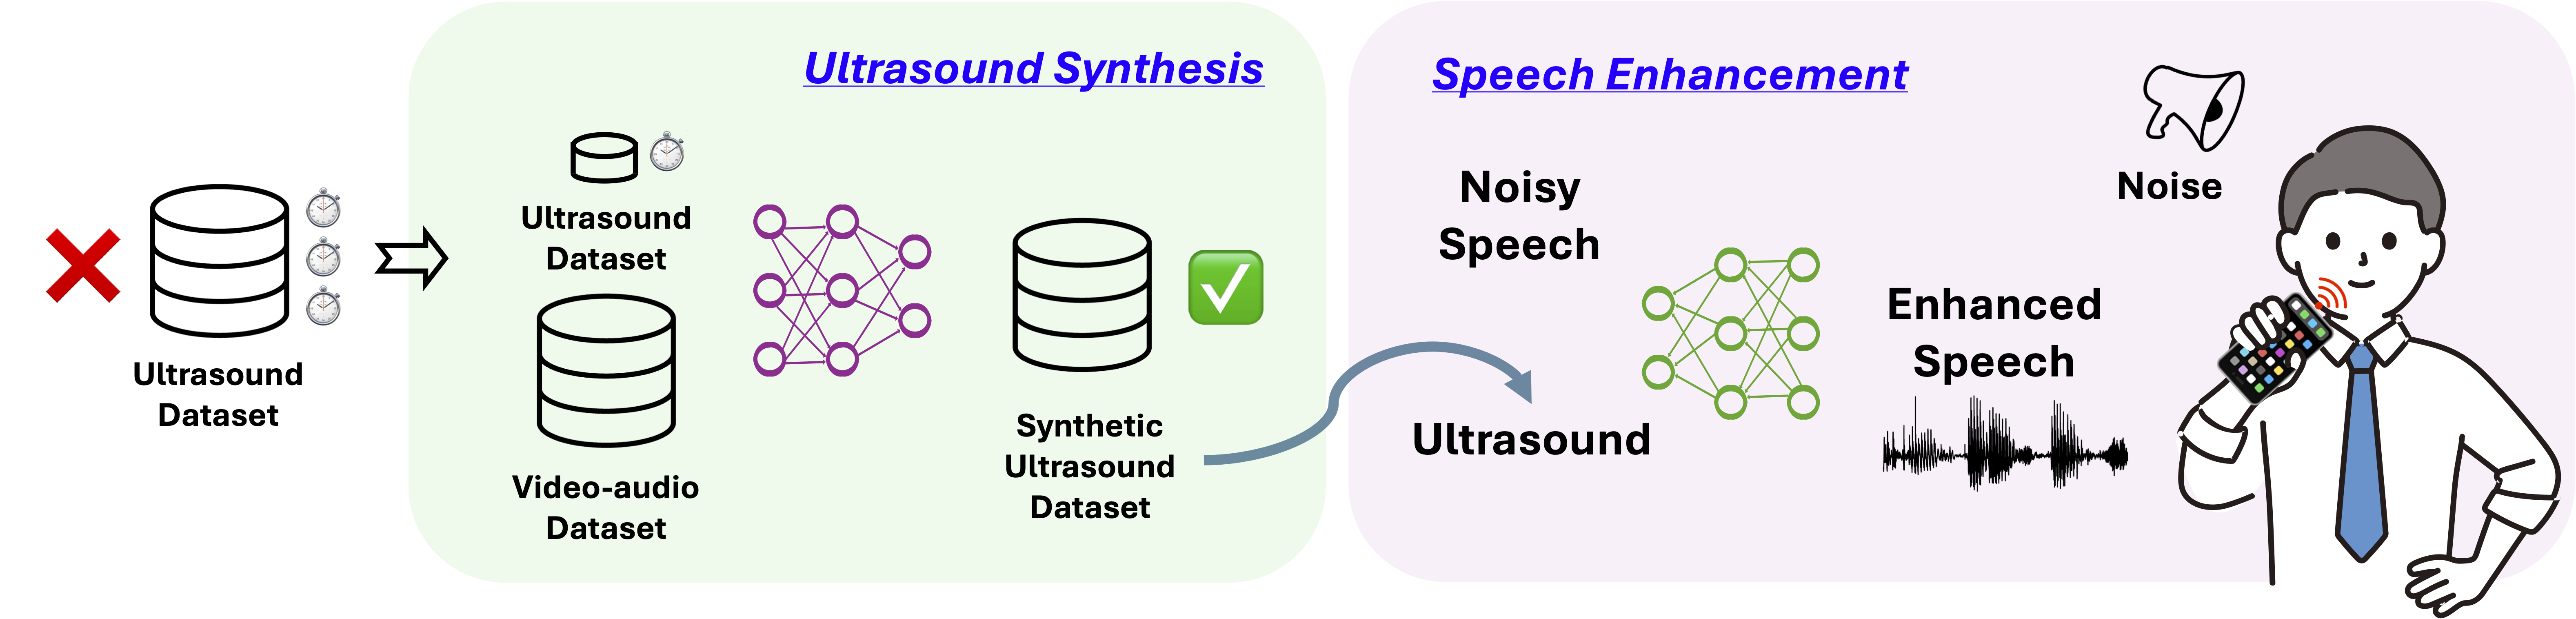 Ultrasound
Dataset
Ultrasound Synthesis
Ultrasound
Dataset
Video-audio
Dataset
Synthetic
Ultrasound
Dataset
Speech Enhancement
Noisy
Speech
Ultrasound
Enhanced
Speech
Noise